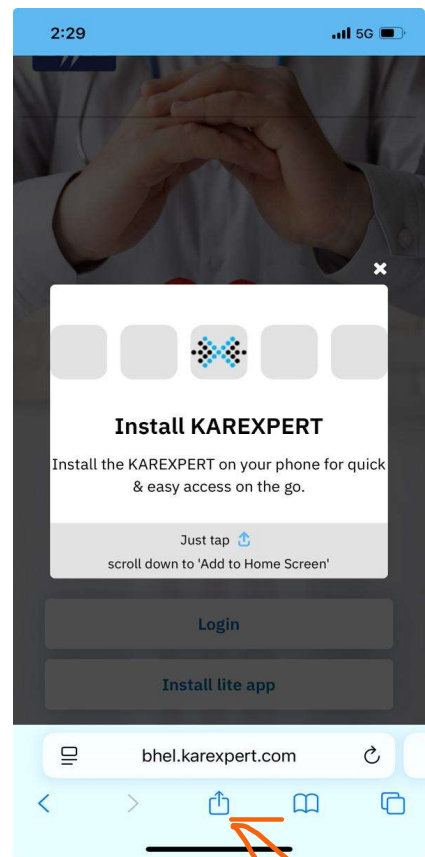 2:29
5G
Install KAREXPERT
Install the KAREXPERT on your phone for quick
& easy access on the go.
Just tap
scroll down to 'Add to Home Screen'
Login
Install lite app
bhel.karexpert.com